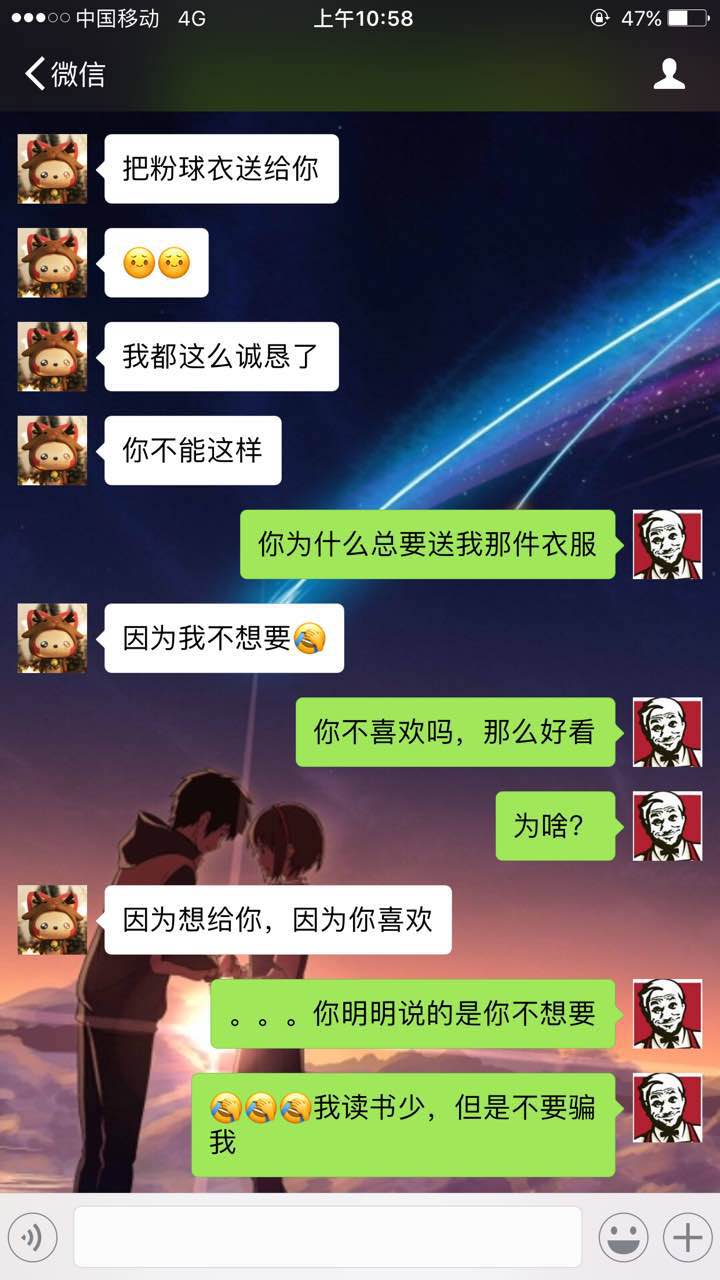 中国移动 4G 上午10:58 47%
微信
把粉球衣送给你
我都这么诚恳了
你不能这样
你为什么总要送我那件衣服
因为我不想要
你不喜欢吗，那么好看
为啥？
因为想给你，因为你喜欢
。。。你明明说的是你不想要
我读书少，但是不要骗
我